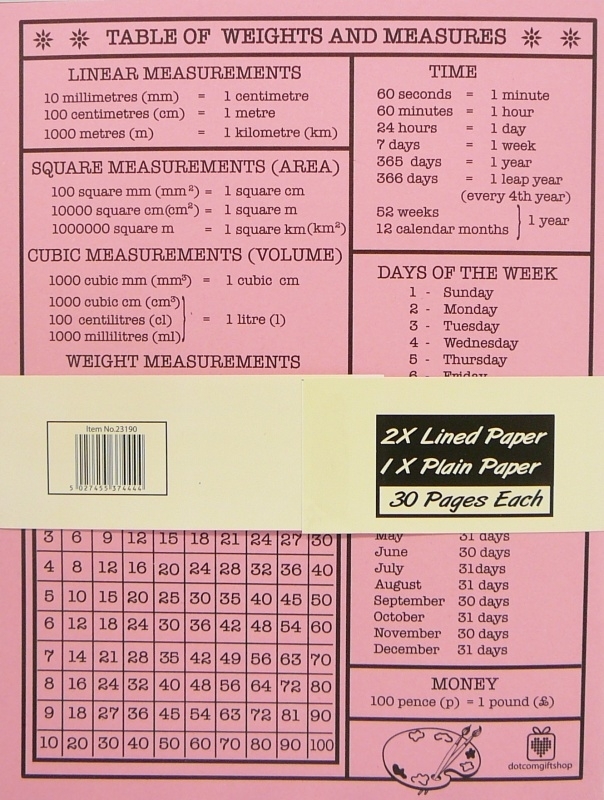 TABLE OF WEIGHTS AND MEASURES
LINEAR MEASUREMENTS
10 millimetres (mm) = 1 centimetre
100 centimetres (cm) = 1 metre
1000 metres (m) = 1 kilometre (km)
SQUARE MEASUREMENTS (AREA)
100 square mm (mm²) = 1 square cm
10000 square cm(cm²) = 1 square m
1000000 square m = 1 square km(km²)
CUBIC MEASUREMENTS (VOLUME)
1000 cubic mm (mm³) = 1 cubic cm
1000 cubic cm (cm³)
100 centilitres (cl) = 1 litre (l)
1000 millilitres (ml)
WEIGHT MEASUREMENTS
TIME
60 seconds = 1 minute
60 minutes = 1 hour
24 hours = 1 day
7 days = 1 week
365 days = 1 year
366 days = 1 leap year
(every 4th year)
52 weeks
12 calendar months } 1 year
DAYS OF THE WEEK
1 - Sunday
2 - Monday
3 - Tuesday
4 - Wednesday
5 - Thursday
6 - Friday
Item No.23190
5 027455 374444
2X Lined Paper
1 X Plain Paper
30 Pages Each
3 6 9 12 15 18 21 24 27 30
4 8 12 16 20 24 28 32 36 40
5 10 15 20 25 30 35 40 45 50
6 12 18 24 30 36 42 48 54 60
7 14 21 28 35 42 49 56 63 70
8 16 24 32 40 48 56 64 72 80
9 18 27 36 45 54 63 72 81 90
10 20 30 40 50 60 70 80 90 100
May 31 days
June 30 days
July 31days
August 31 days
September 30 days
October 31 days
November 30 days
December 31 days
MONEY
100 pence (p) = 1 pound (£)
dotcomgiftshop